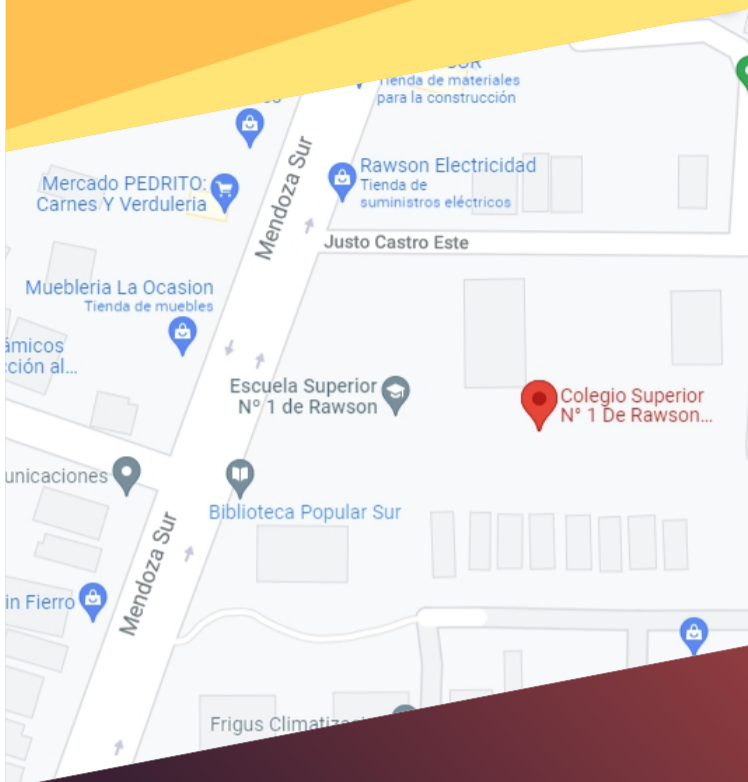 Tienda de materiales
para la construcción
Mendoza Sur
Rawson Electricidad
Tienda de
suministros eléctricos
Mercado PEDRITO:
Carnes Y Verduleria
Justo Castro Este
Muebleria La Ocasion
Tienda de muebles
ámicos
cción al...
Escuela Superior
Nº 1 de Rawson
Colegio Superior
N° 1 De Rawson...
unicaciones
Biblioteca Popular Sur
Mendoza Sur
in Fierro
Frigus